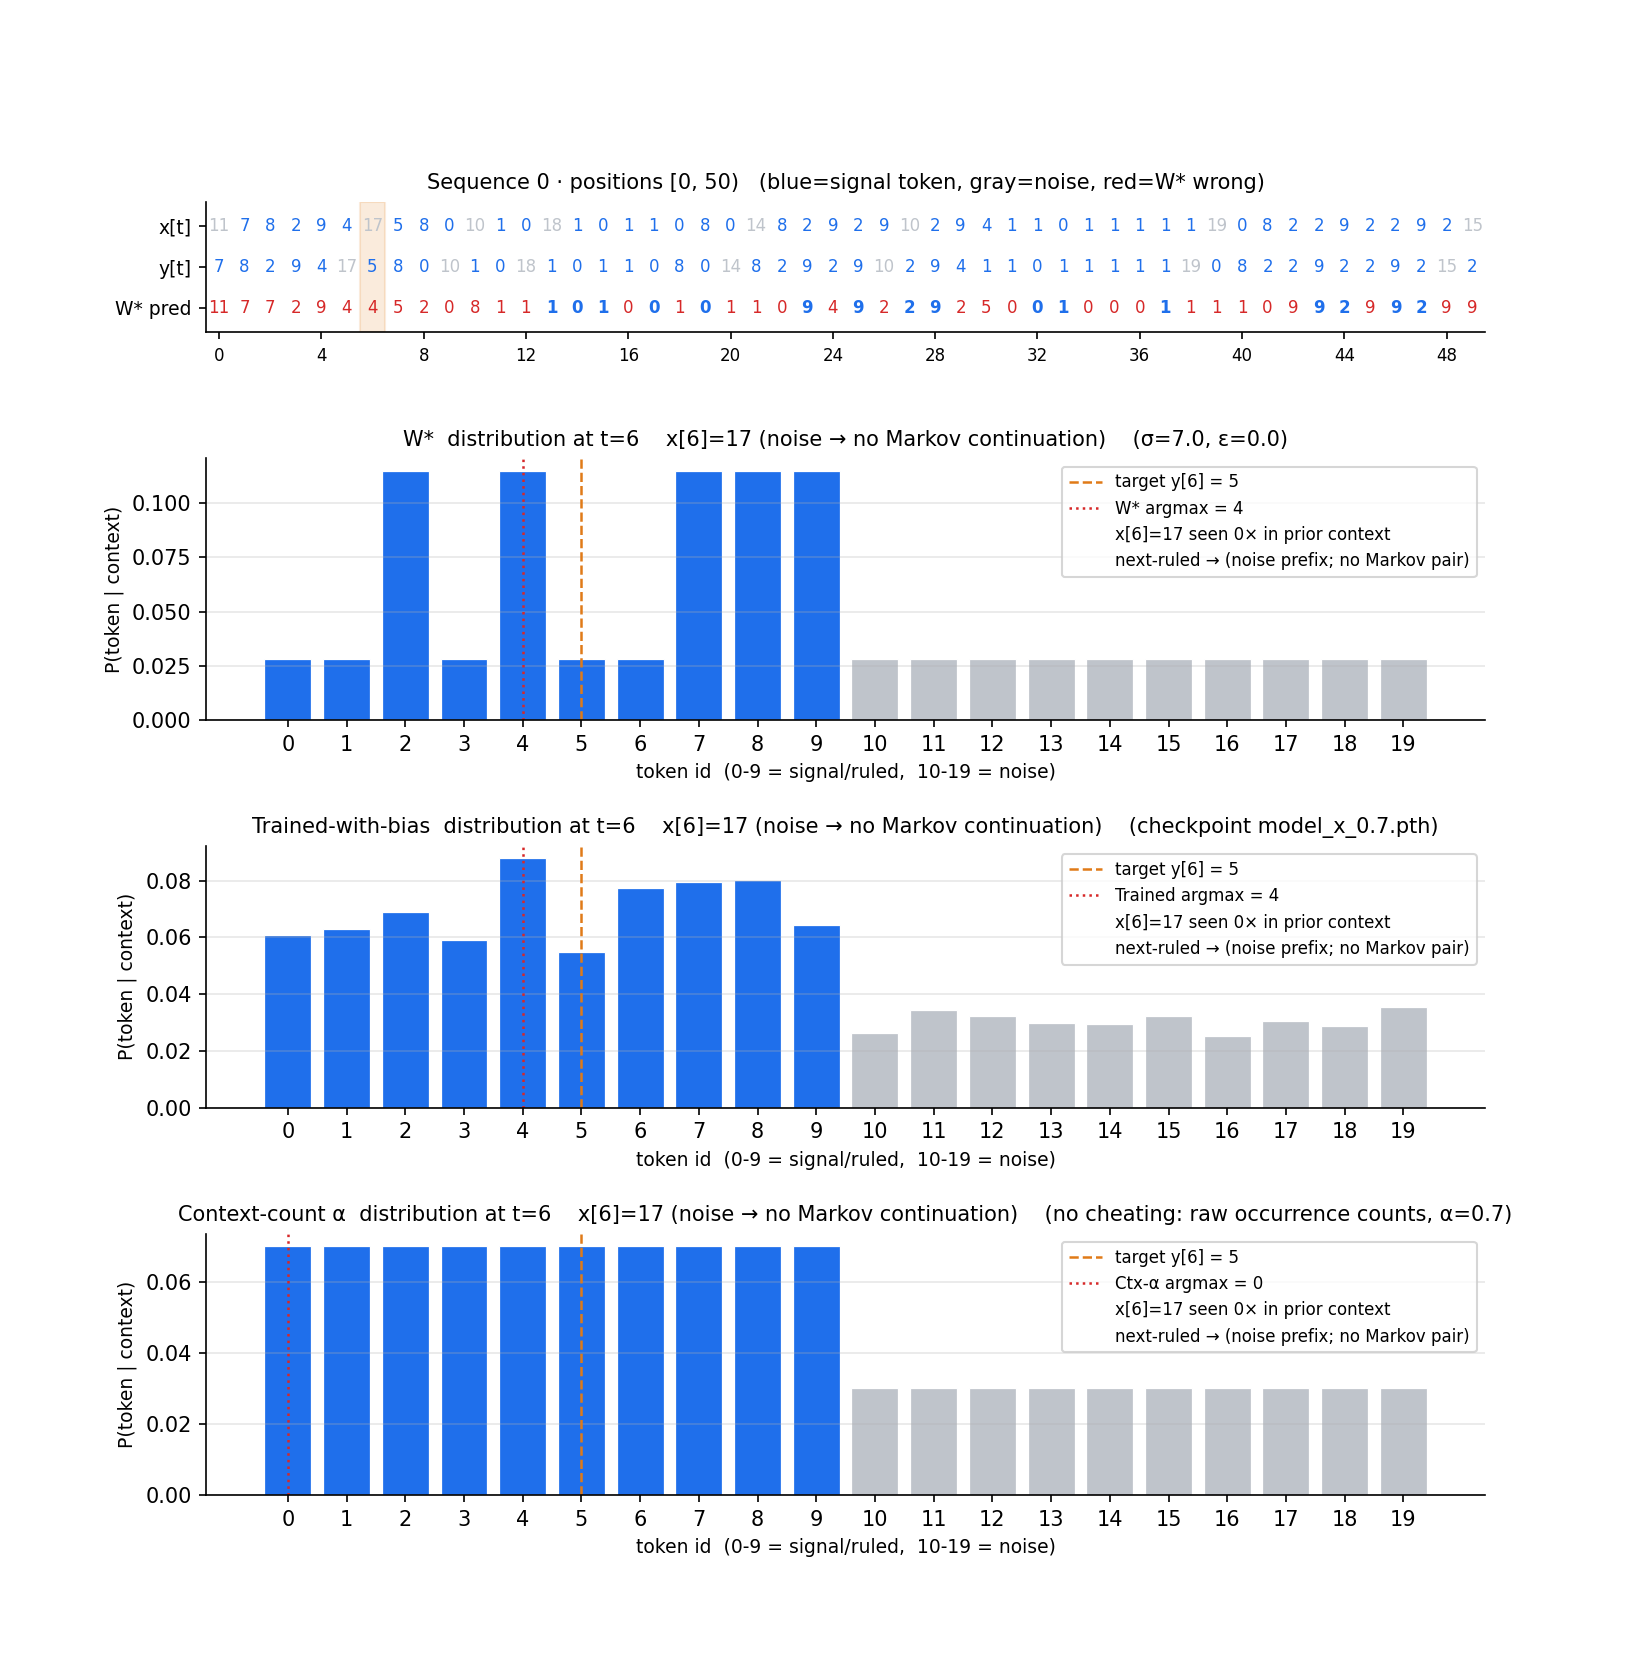 Sequence 0 · positions [0, 50)   (blue=signal token, gray=noise, red=W* wrong)
x[t] 11 7 8 2 9 4 17 5 8 0 10 1 0 18 1 0 1 1 0 8 0 14 8 2 9 2 9 10 2 9 4 1 1 0 1 1 1 1 1 19 0 8 2 2 9 2 2 9 2 15
y[t] 7 8 2 9 4 17 5 8 0 10 1 0 18 1 0 1 1 0 8 0 14 8 2 9 2 9 10 2 9 4 1 1 0 1 1 1 1 1 19 0 8 2 2 9 2 2 9 2 15 2
W* pred 11 7 7 2 9 4 4 5 2 0 8 1 1 1 0 1 0 0 1 0 1 1 0 9 4 9 2 2 9 2 5 0 0 1 0 0 0 1 1 1 1 0 9 9 2 9 9 2 9 9
0 4 8 12 16 20 24 28 32 36 40 44 48
W*  distribution at t=6    x[6]=17 (noise → no Markov continuation)    (σ=7.0, ε=0.0)
P(token | context)
0.100
0.075
0.050
0.025
0.000
target y[6] = 5
W* argmax = 4
x[6]=17 seen 0× in prior context
next-ruled → (noise prefix; no Markov pair)
0 1 2 3 4 5 6 7 8 9 10 11 12 13 14 15 16 17 18 19
token id  (0-9 = signal/ruled,  10-19 = noise)
Trained-with-bias  distribution at t=6    x[6]=17 (noise → no Markov continuation)    (checkpoint model_x_0.7.pth)
P(token | context)
0.08
0.06
0.04
0.02
0.00
target y[6] = 5
Trained argmax = 4
x[6]=17 seen 0× in prior context
next-ruled → (noise prefix; no Markov pair)
0 1 2 3 4 5 6 7 8 9 10 11 12 13 14 15 16 17 18 19
token id  (0-9 = signal/ruled,  10-19 = noise)
Context-count α  distribution at t=6    x[6]=17 (noise → no Markov continuation)    (no cheating: raw occurrence counts, α=0.7)
P(token | context)
0.06
0.04
0.02
0.00
target y[6] = 5
Ctx-α argmax = 0
x[6]=17 seen 0× in prior context
next-ruled → (noise prefix; no Markov pair)
0 1 2 3 4 5 6 7 8 9 10 11 12 13 14 15 16 17 18 19
token id  (0-9 = signal/ruled,  10-19 = noise)